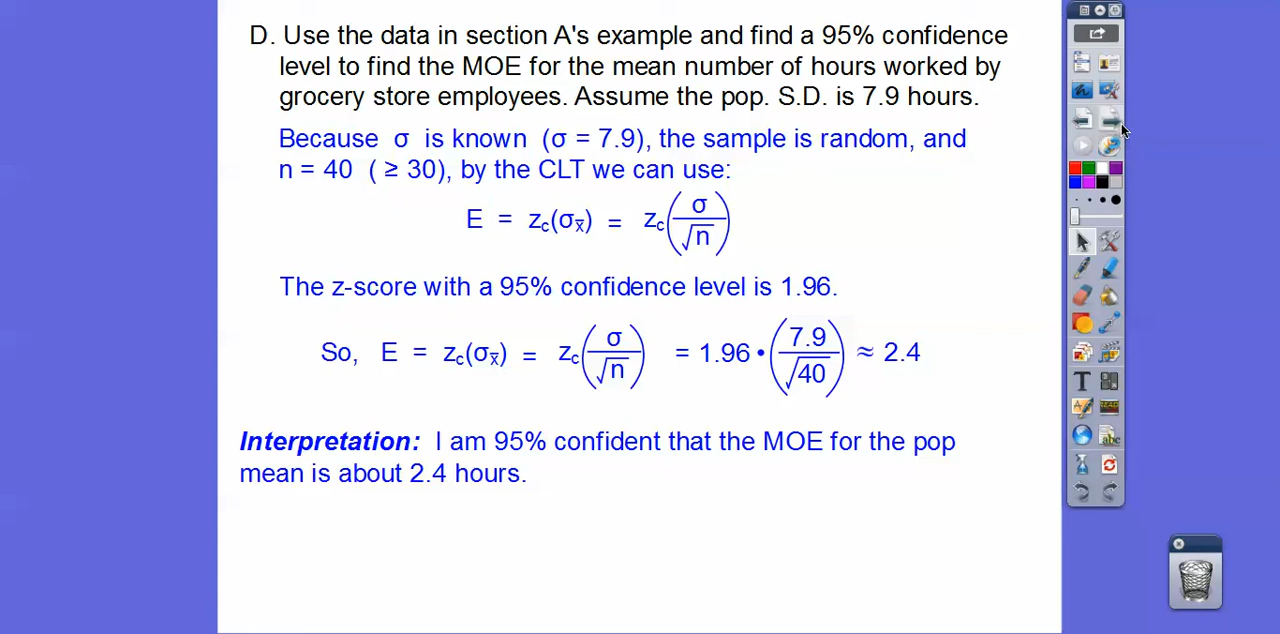 D. Use the data in section A's example and find a 95% confidence
level to find the MOE for the mean number of hours worked by
grocery store employees. Assume the pop. S.D. is 7.9 hours.
Because σ is known (σ = 7.9), the sample is random, and
n = 40 ( ≥ 30), by the CLT we can use:
E = zc(σx̅) = zc(σ/√n)
The z-score with a 95% confidence level is 1.96.
So, E = zc(σx̅) = zc(σ/√n) = 1.96 • (7.9/√40) ≈ 2.4
Interpretation: I am 95% confident that the MOE for the pop
mean is about 2.4 hours.